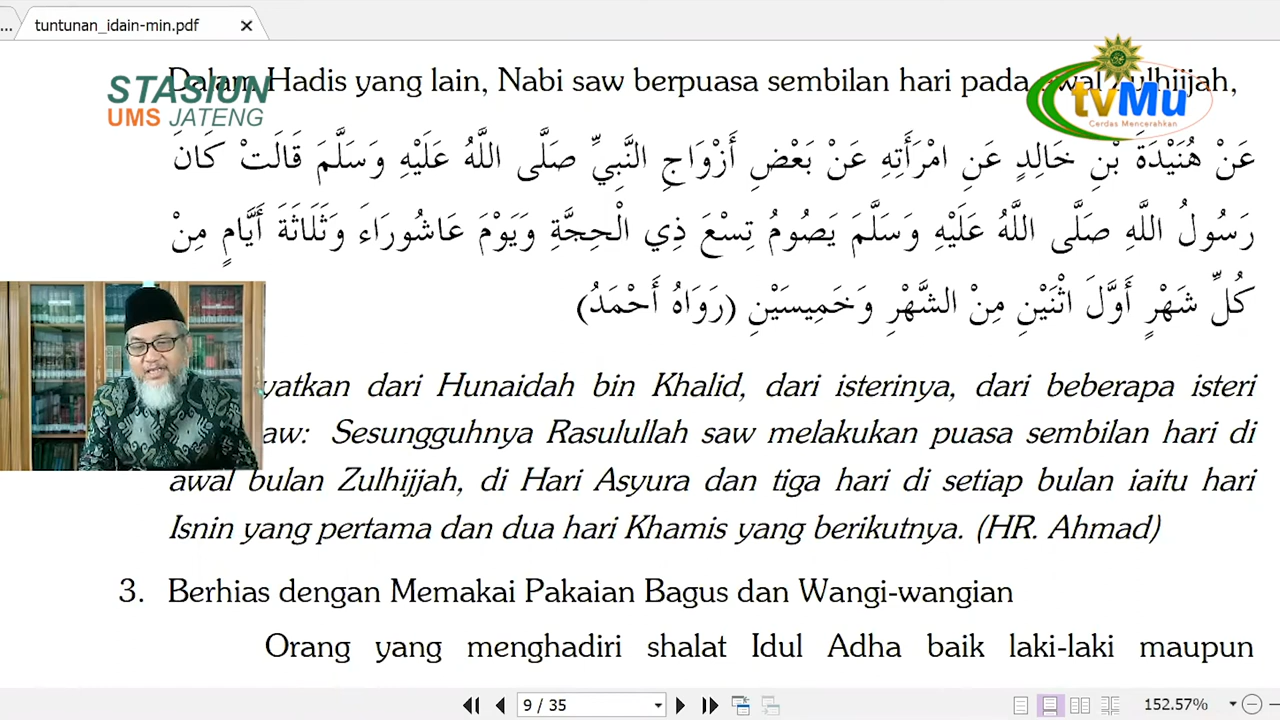 ... tuntunan_idain-min.pdf
Dalam Hadis yang lain, Nabi saw berpuasa sembilan hari pada awal Zulhijjah,
STASIUN
UMS JATENG
tvMu
Cerdas Mencerahkan
عَنْ هُنَيْدَةَ بْنِ خَالِدٍ عَنِ امْرَأَتِهِ عَنْ بَعْضِ أَزْوَاجِ النَّبِيِّ صَلَّى اللَّهُ عَلَيْهِ وَسَلَّمَ قَالَتْ كَانَ
رَسُولُ اللَّهِ صَلَّى اللَّهُ عَلَيْهِ وَسَلَّمَ يَصُومُ تِسْعَ ذِي الْحِجَّةِ وَيَوْمَ عَاشُورَاءَ وَثَلَاثَةَ أَيَّامٍ مِنْ
كُلِّ شَهْرٍ أَوَّلَ اثْنَيْنِ مِنْ الشَّهْرِ وَخَمِيسَيْنِ (رَوَاهُ أَحْمَدُ)
yatkan dari Hunaidah bin Khalid, dari isterinya, dari beberapa isteri
aw: Sesungguhnya Rasulullah saw melakukan puasa sembilan hari di
awal bulan Zulhijjah, di Hari Asyura dan tiga hari di setiap bulan iaitu hari
Isnin yang pertama dan dua hari Khamis yang berikutnya. (HR. Ahmad)
3. Berhias dengan Memakai Pakaian Bagus dan Wangi-wangian
Orang yang menghadiri shalat Idul Adha baik laki-laki maupun
9 / 35
152.57%